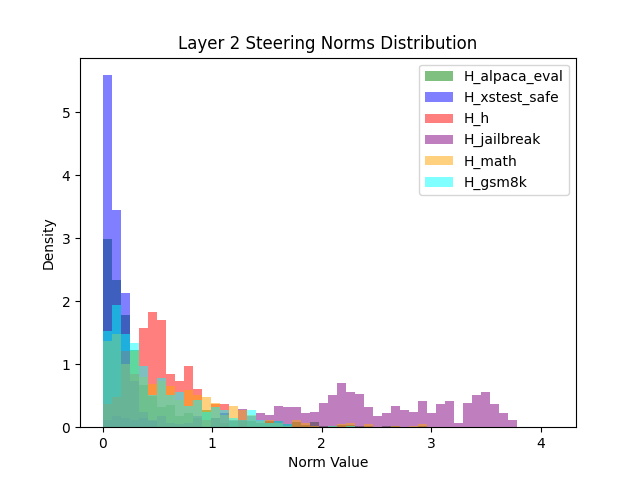 Layer 2 Steering Norms Distribution
H_alpaca_eval
H_xstest_safe
H_h
H_jailbreak
H_math
H_gsm8k
5
4
3
2
1
0
Density
0 1 2 3 4
Norm Value